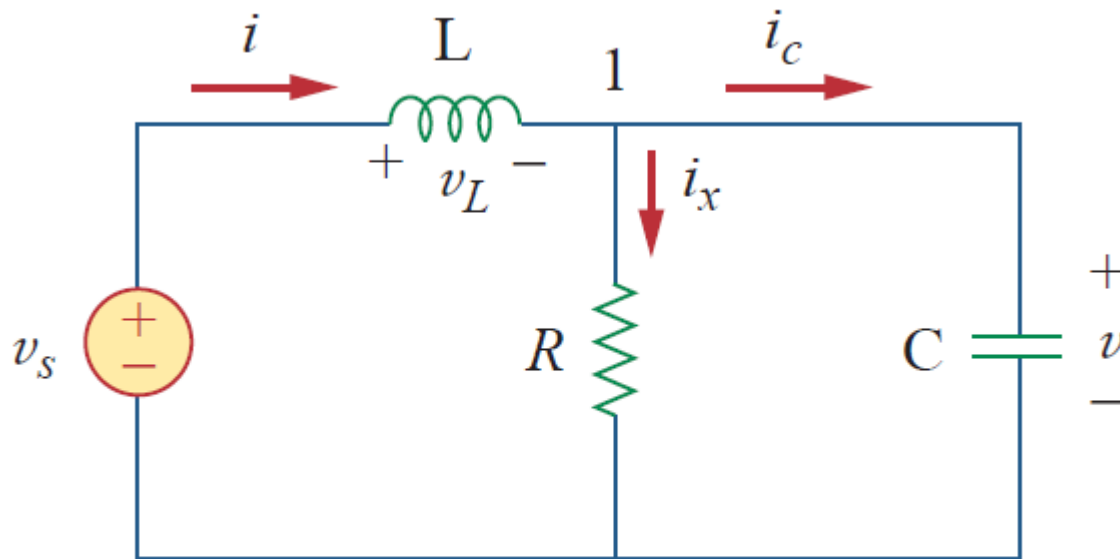 i L 1 i_c
+ v_L −
i_x
+
− v_s R C + v −